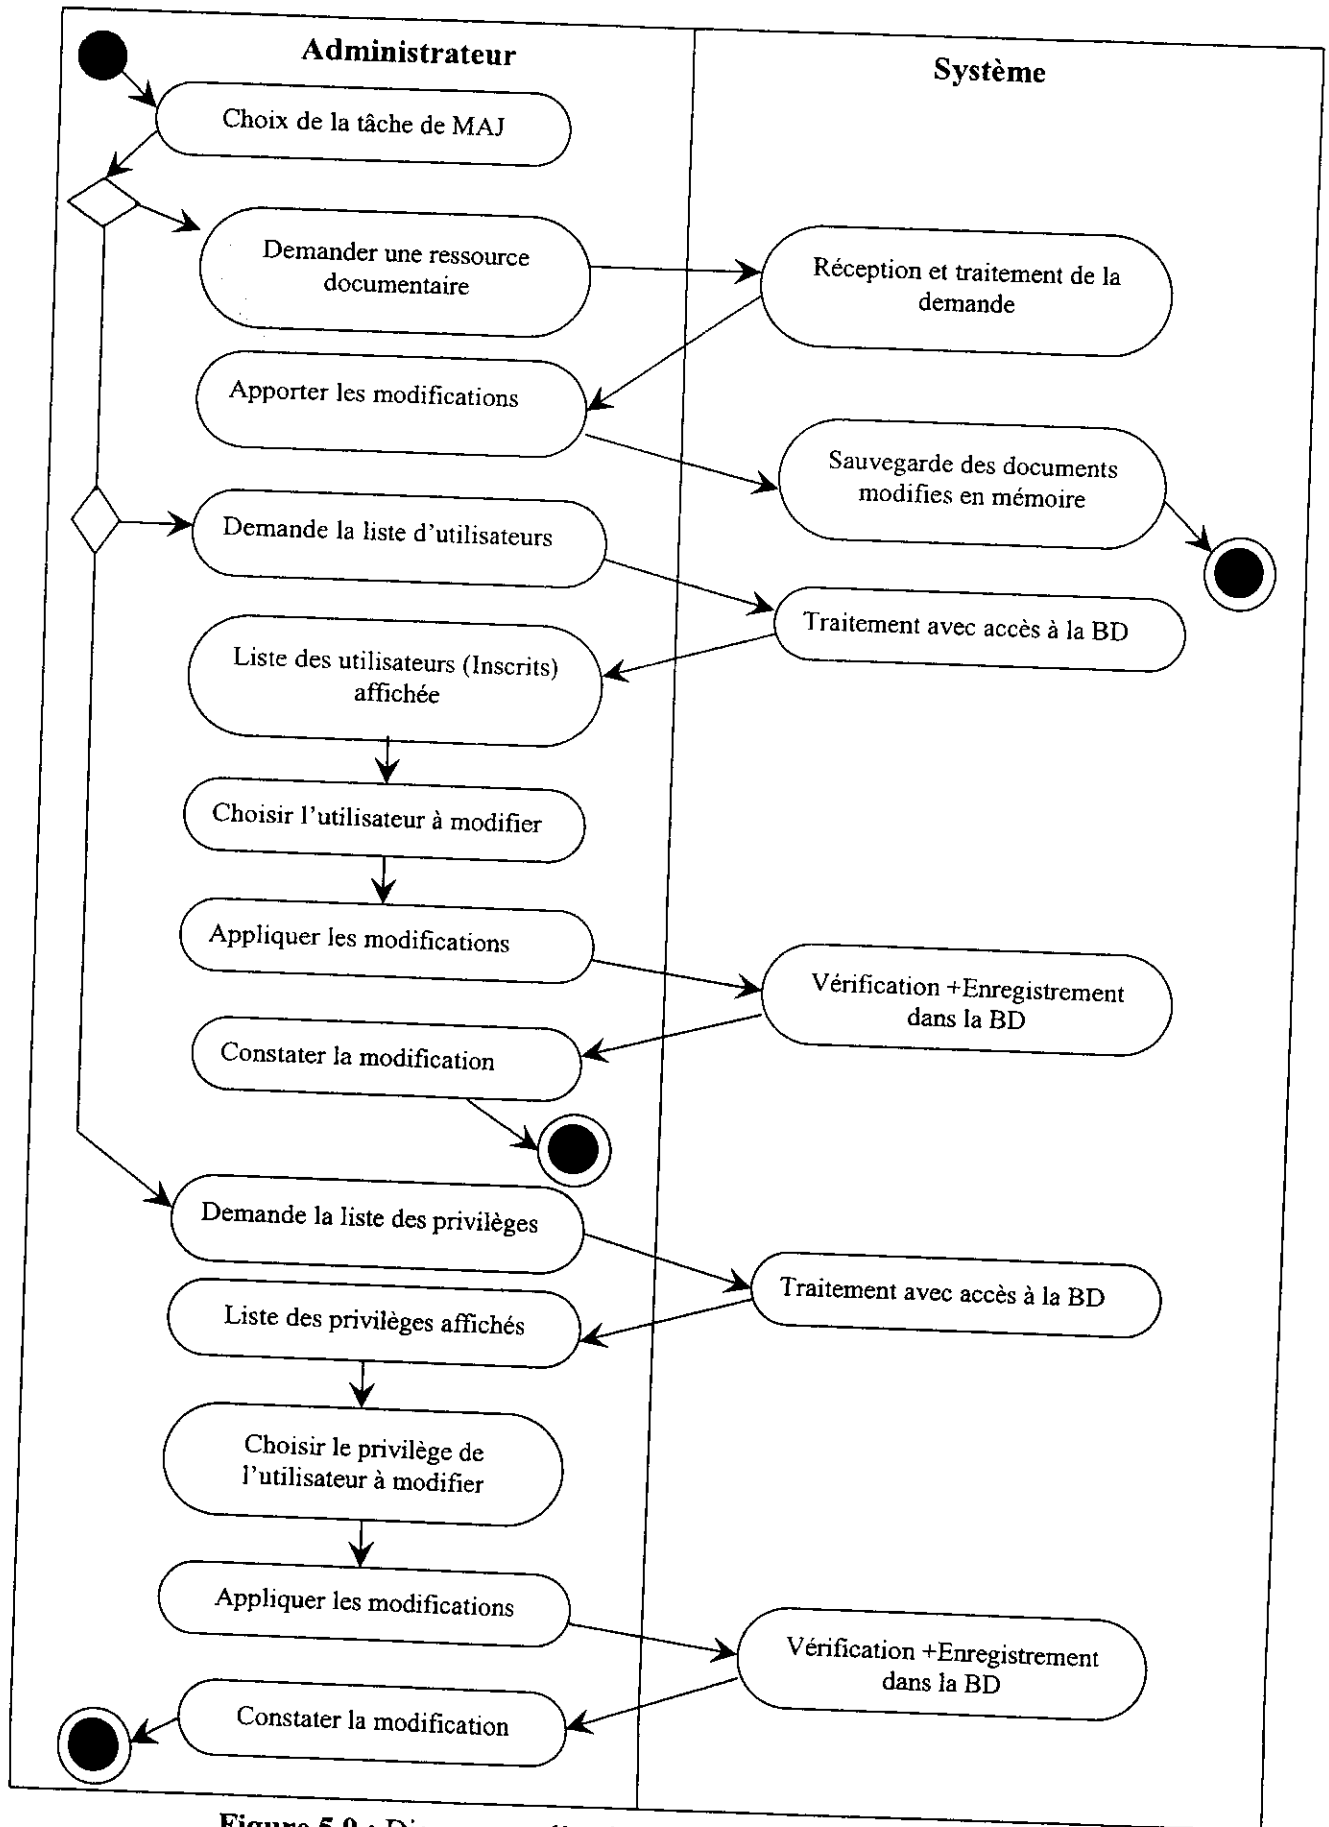 Administrateur
Système
Choix de la tâche de MAJ
Demander une ressource
documentaire
Réception et traitement de la
demande
Apporter les modifications
Sauvegarde des documents
modifies en mémoire
Demande la liste d'utilisateurs
Traitement avec accès à la BD
Liste des utilisateurs (Inscrits)
affichée
Choisir l'utilisateur à modifier
Appliquer les modifications
Vérification +Enregistrement
dans la BD
Constater la modification
Demande la liste des privilèges
Traitement avec accès à la BD
Liste des privilèges affichés
Choisir le privilège de
l'utilisateur à modifier
Appliquer les modifications
Vérification +Enregistrement
dans la BD
Constater la modification
Figure 5.9 :